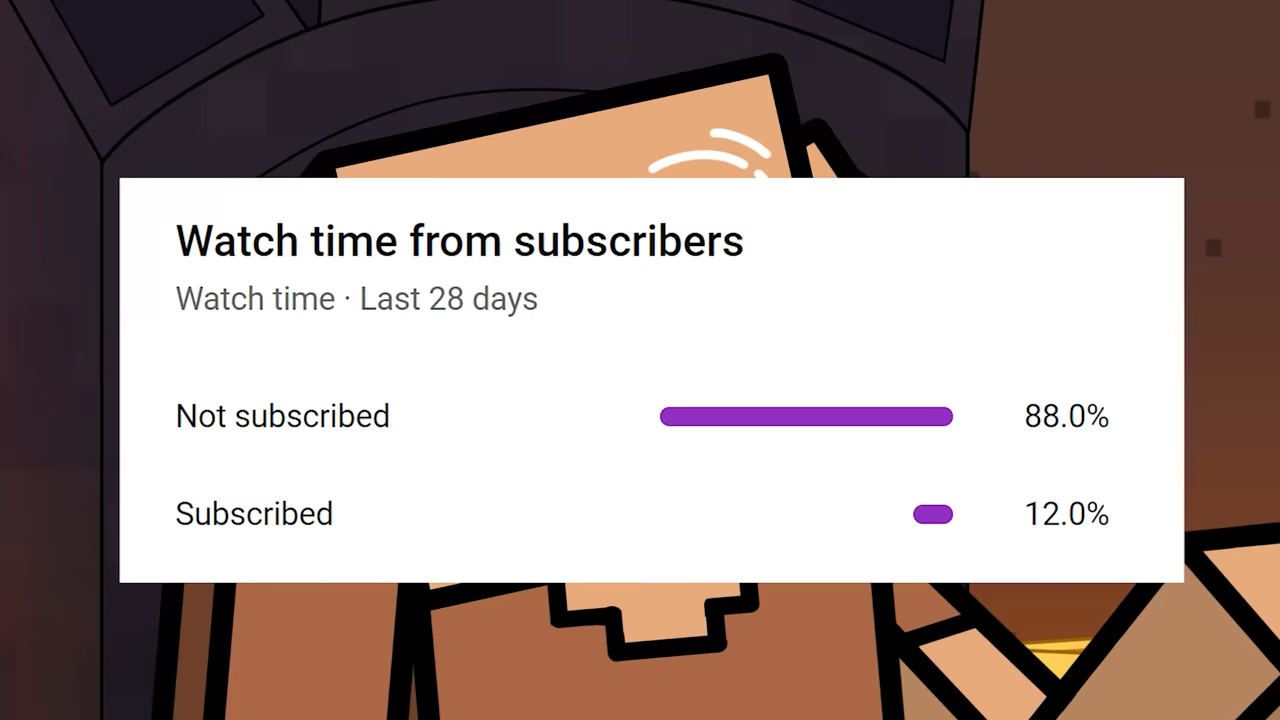 Watch time from subscribers
Watch time · Last 28 days
Not subscribed 88.0%
Subscribed 12.0%